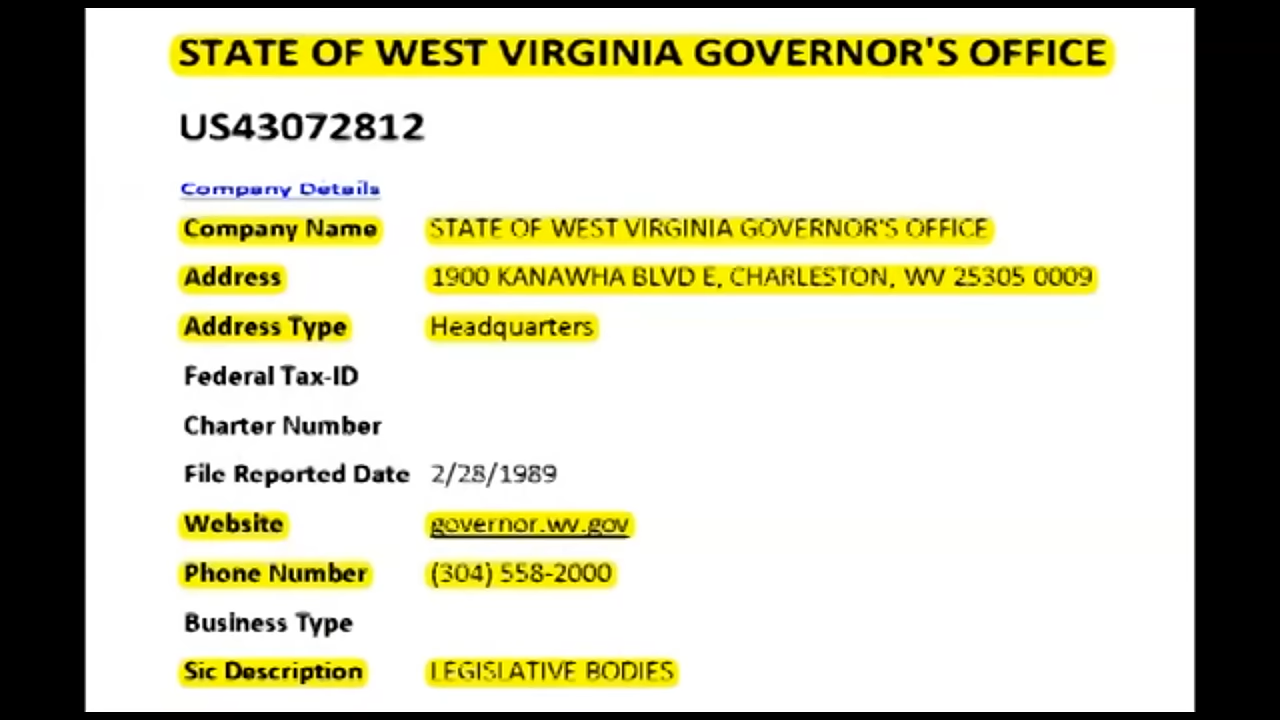 STATE OF WEST VIRGINIA GOVERNOR'S OFFICE
US43072812
Company Details
Company Name STATE OF WEST VIRGINIA GOVERNOR'S OFFICE
Address 1900 KANAWHA BLVD E, CHARLESTON, WV 25305 0009
Address Type Headquarters
Federal Tax-ID
Charter Number
File Reported Date 2/28/1989
Website governor.wv.gov
Phone Number (304) 558-2000
Business Type
Sic Description LEGISLATIVE BODIES